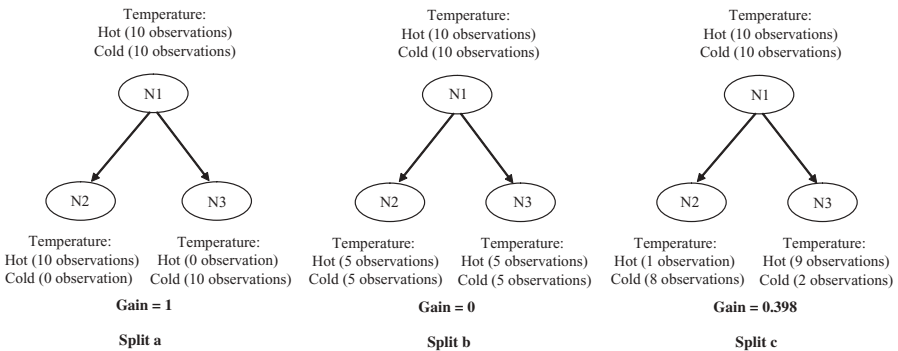 Temperature:
Hot (10 observations)
Cold (10 observations)
N1
N2
N3
Temperature:
Hot (10 observations)
Cold (0 observation)
Temperature:
Hot (0 observation)
Cold (10 observations)
Gain = 1
Split a
Temperature:
Hot (10 observations)
Cold (10 observations)
N1
N2
N3
Temperature:
Hot (5 observations)
Cold (5 observations)
Temperature:
Hot (5 observations)
Cold (5 observations)
Gain = 0
Split b
Temperature:
Hot (10 observations)
Cold (10 observations)
N1
N2
N3
Temperature:
Hot (1 observation)
Cold (8 observations)
Temperature:
Hot (9 observations)
Cold (2 observations)
Gain = 0.398
Split c